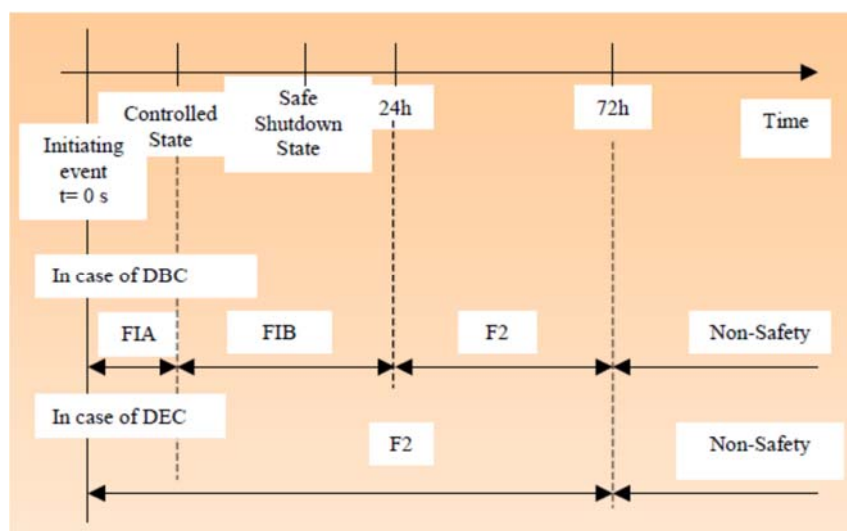 Initiating
event
t= 0 s
Controlled
State
Safe
Shutdown
State
24h
72h
Time
In case of DBC
FIA
FIB
F2
Non-Safety
In case of DEC
F2
Non-Safety